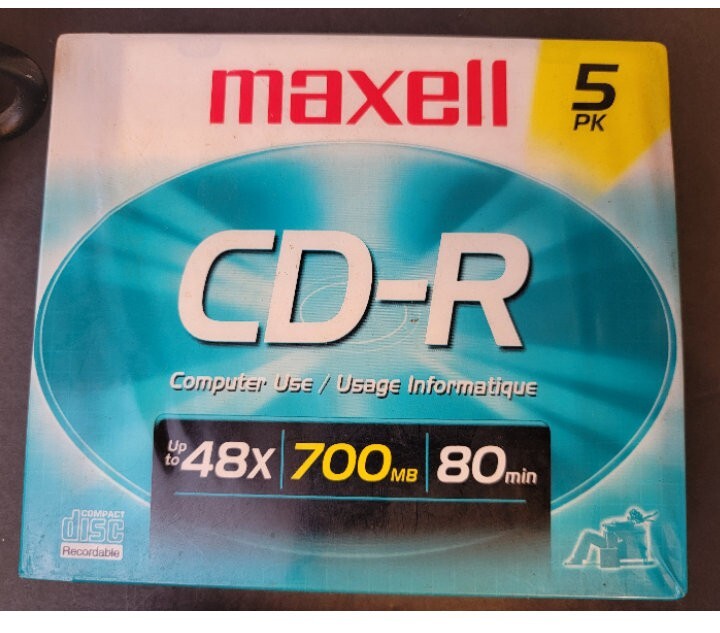 maxell
5
PK
CD-R
Computer Use / Usage Informatique
Up to 48X | 700MB | 80min
COMPACT
disc
Recordable